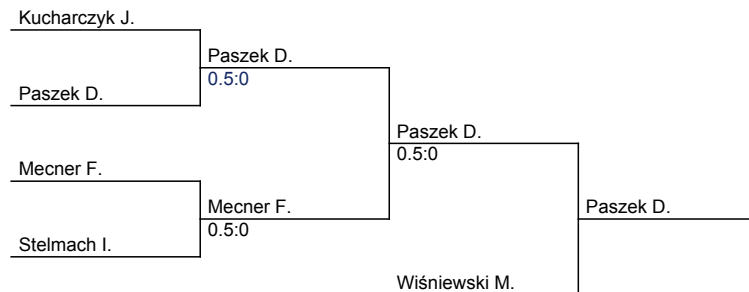 Kucharczyk J.
Paszek D.
0.5:0
Paszek D.
Paszek D.
0.5:0
Mecner F.
Mecner F.
0.5:0
Paszek D.
Stelmach I.
Wiśniewski M.